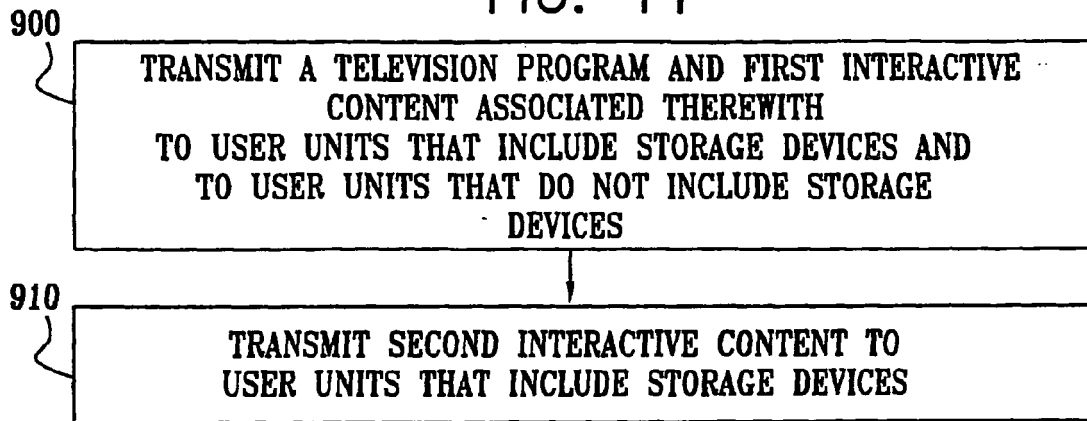 900
TRANSMIT A TELEVISION PROGRAM AND FIRST INTERACTIVE
CONTENT ASSOCIATED THEREWITH
TO USER UNITS THAT INCLUDE STORAGE DEVICES AND
TO USER UNITS THAT DO NOT INCLUDE STORAGE
DEVICES
910
TRANSMIT SECOND INTERACTIVE CONTENT TO
USER UNITS THAT INCLUDE STORAGE DEVICES